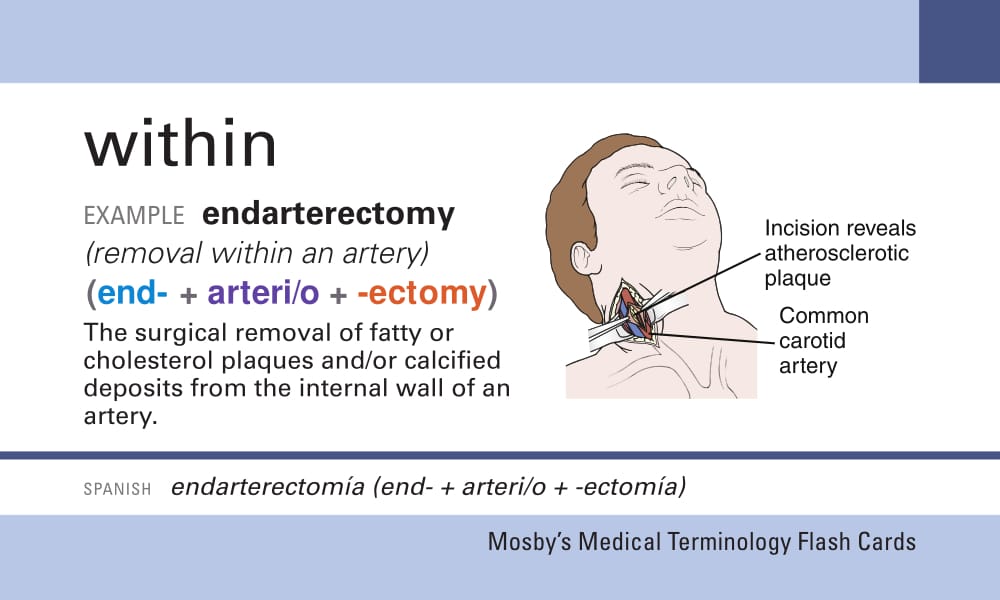 within
EXAMPLE endarterectomy
(removal within an artery)
(end- + arteri/o + -ectomy)
The surgical removal of fatty or
cholesterol plaques and/or calcified
deposits from the internal wall of an
artery.
Incision reveals
atherosclerotic
plaque
Common
carotid
artery
SPANISH endarterectomía (end- + arteri/o + -ectomía)
Mosby's Medical Terminology Flash Cards